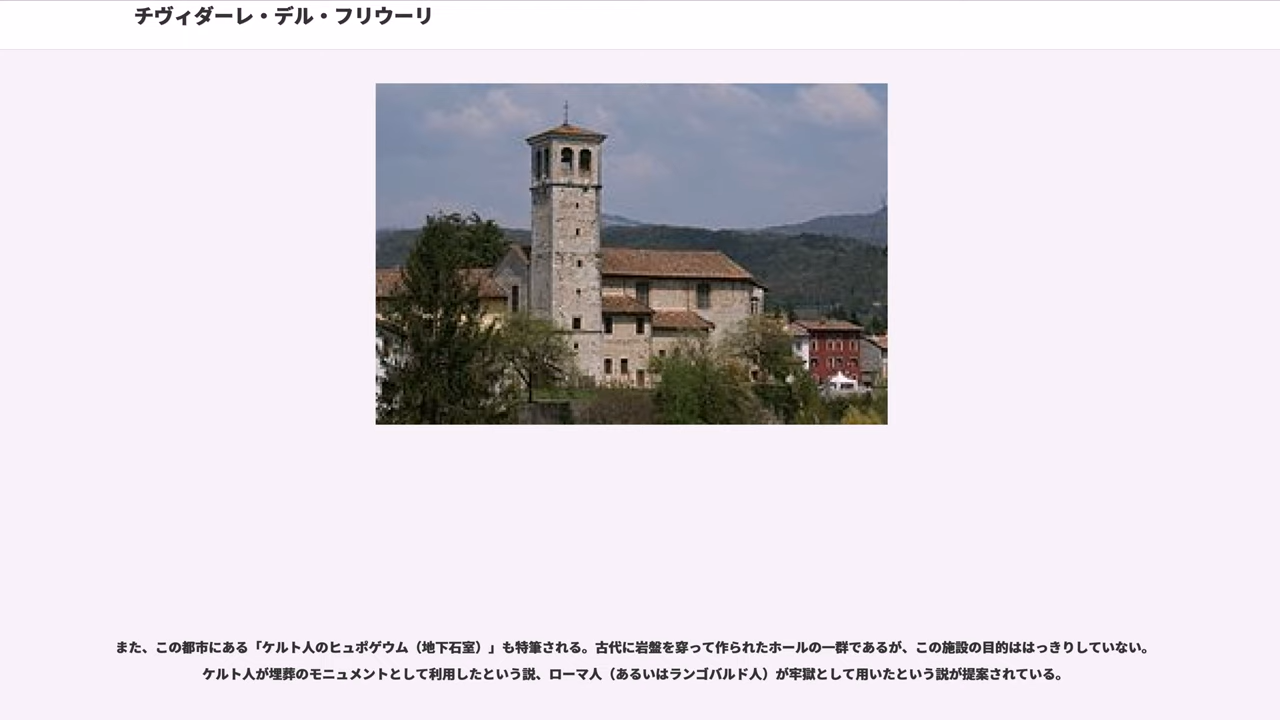 チヴィダーレ・デル・フリウーリ
また、この都市にある「ケルト人のヒュポゲウム（地下石室）」も特筆される。古代に岩盤を穿って作られたホールの一群であるが、この施設の目的ははっきりしていない。
ケルト人が埋葬のモニュメントとして利用したという説、ローマ人（あるいはランゴバルド人）が牢獄として用いたという説が提案されている。